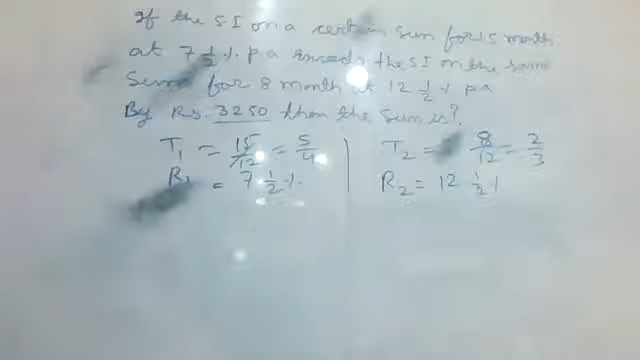 If the S.I on a certain Sum for 15 month
at 7 1/2 % p.a exceeds the S.I on the same
Sum for 8 month at 12 1/2 % p.a
By Rs. 3250 then the Sum is?
T1 = 15/12 = 5/4
R1 = 7 1/2 %
T2 = 8/12 = 2/3
R2 = 12 1/2 %